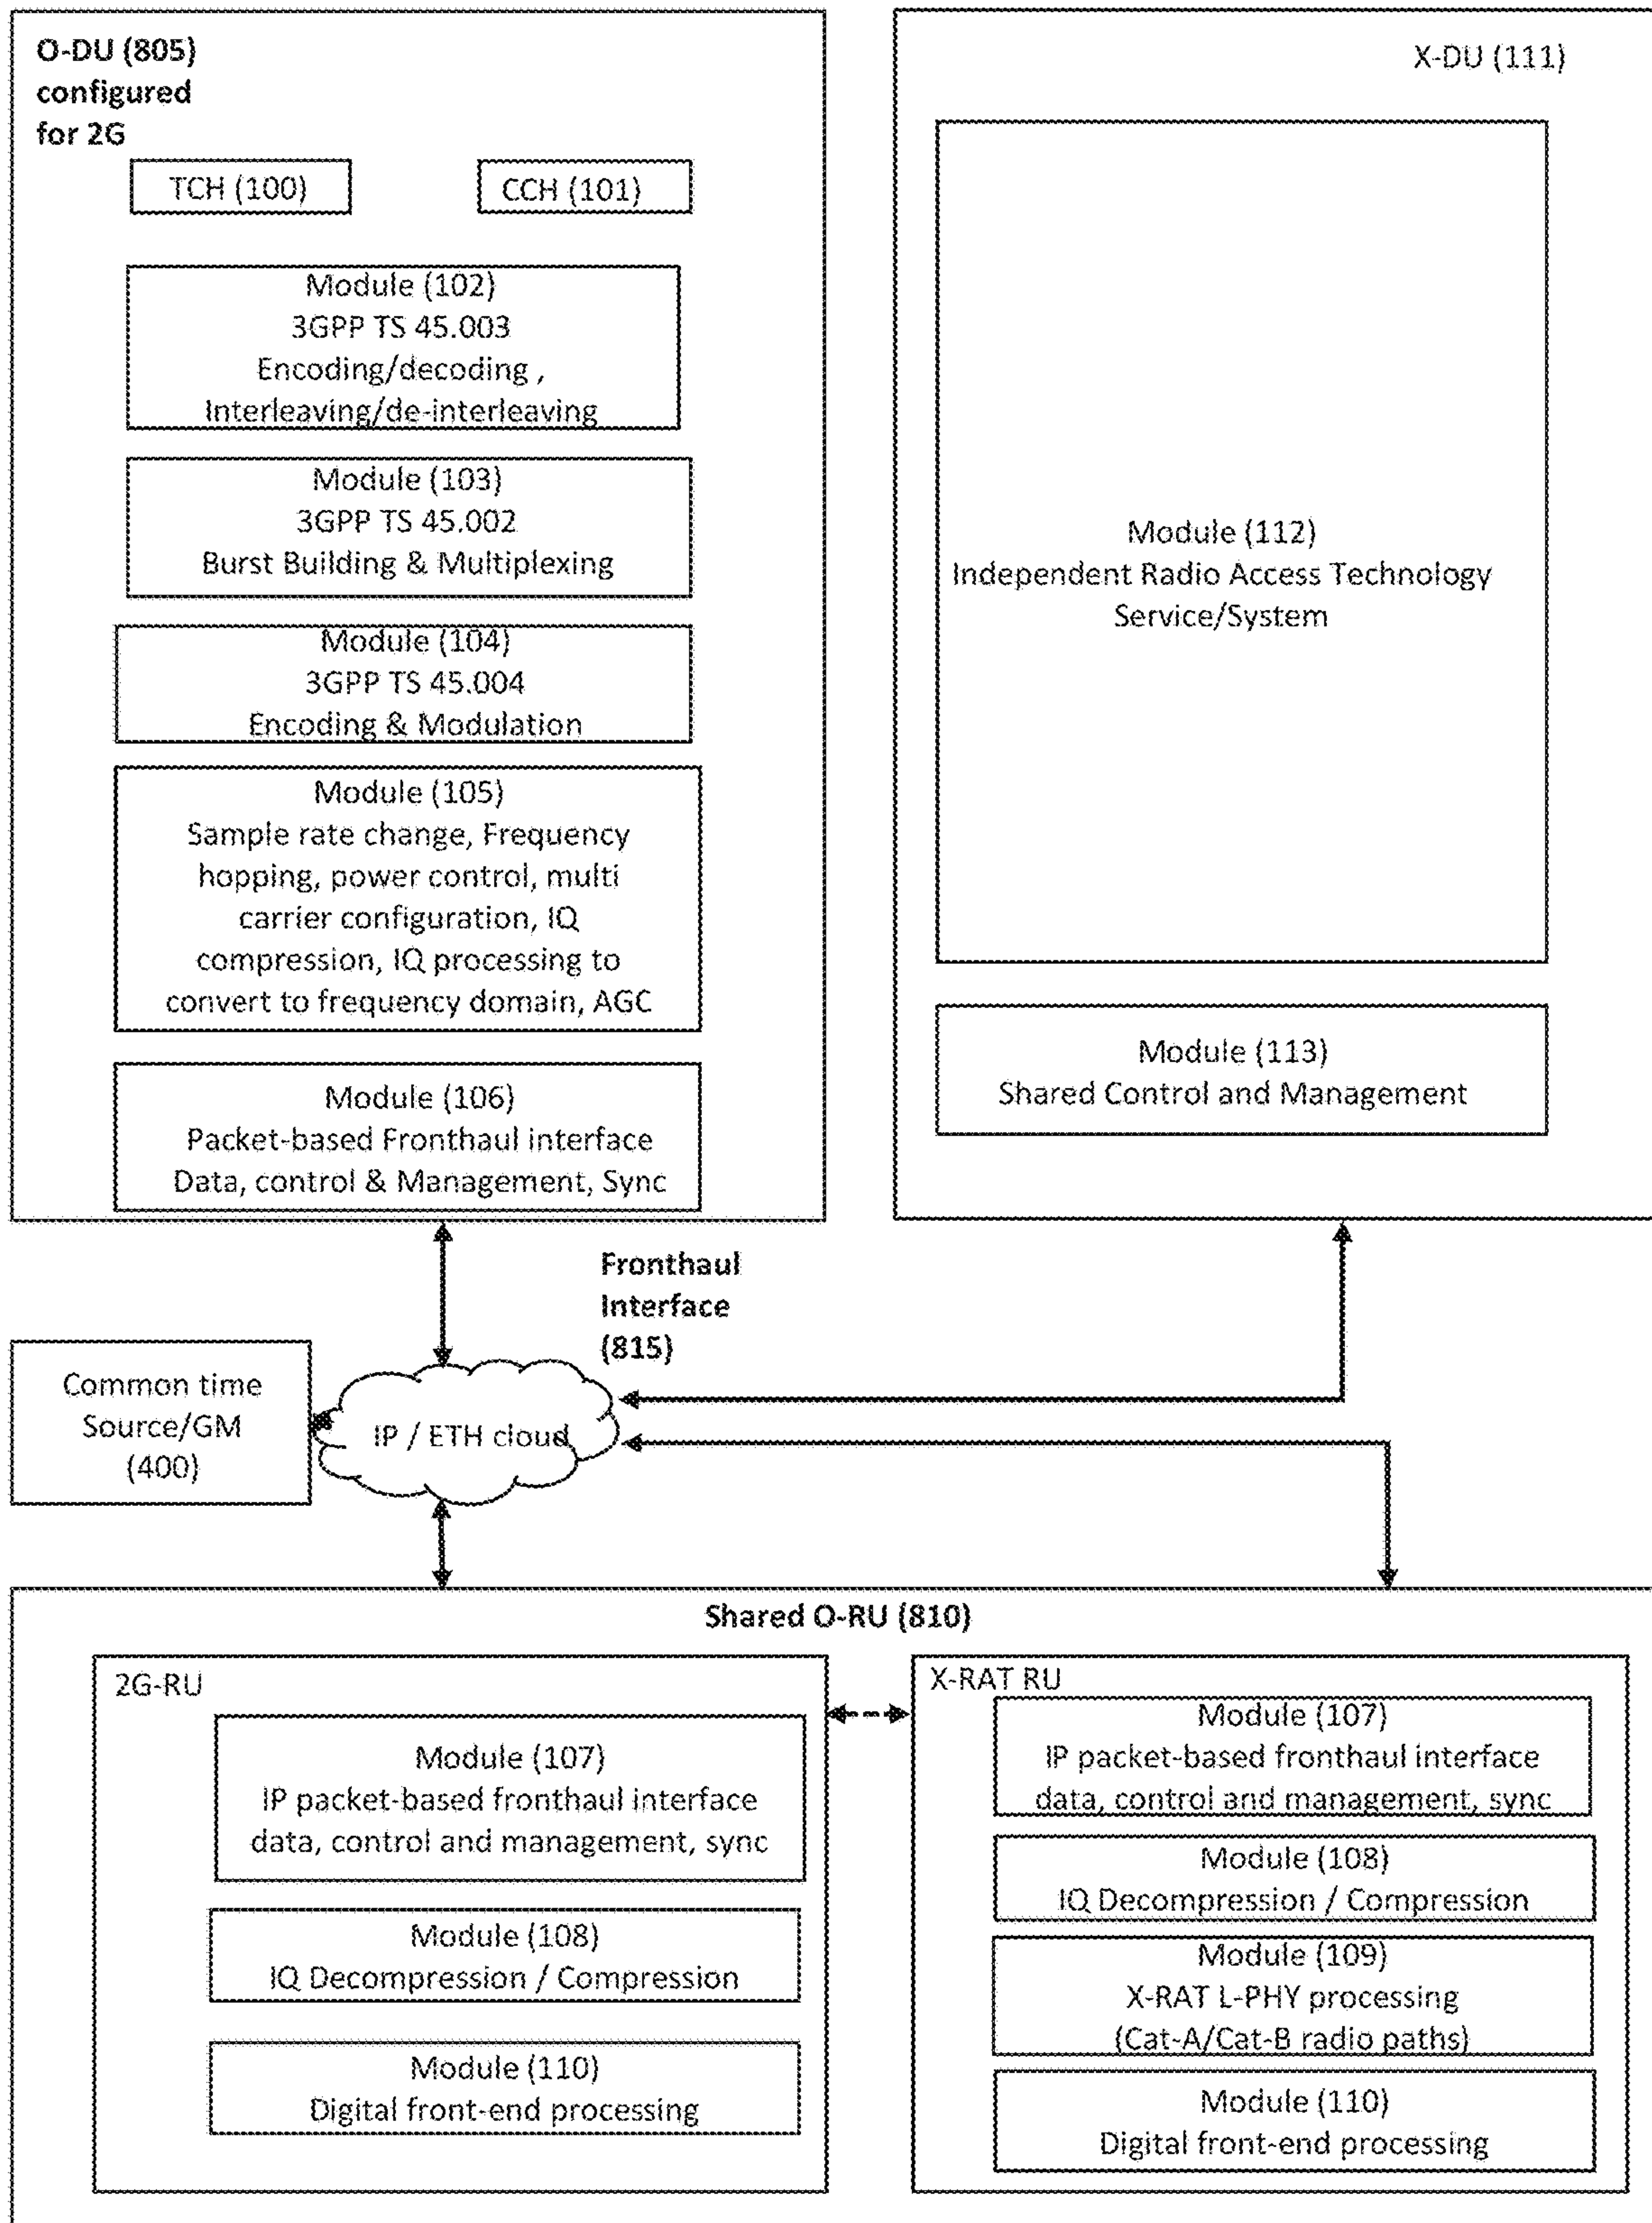 O-DU (805)
configured
for 2G
TCH (100)
CCH (101)
Module (102)
3GPP TS 45.003
Encoding/decoding ,
Interleaving/de-interleaving
Module (103)
3GPP TS 45.002
Burst Building & Multiplexing
Module (104)
3GPP TS 45.004
Encoding & Modulation
Module (105)
Sample rate change, Frequency
hopping, power control, multi
carrier configuration, IQ
compression, IQ processing to
convert to frequency domain, AGC
Module (106)
Packet-based Fronthaul interface
Data, control & Management, Sync
X-DU (111)
Module (112)
Independent Radio Access Technology
Service/System
Module (113)
Shared Control and Management
Fronthaul
Interface
(815)
Common time
Source/GM
(400)
IP / ETH cloud
Shared O-RU (810)
2G-RU
Module (107)
IP packet-based fronthaul interface
data, control and management, sync
Module (108)
IQ Decompression / Compression
Module (110)
Digital front-end processing
X-RAT RU
Module (107)
IP packet-based fronthaul interface
data, control and management, sync
Module (108)
IQ Decompression / Compression
Module (109)
X-RAT L-PHY processing
(Cat-A/Cat-B radio paths)
Module (110)
Digital front-end processing